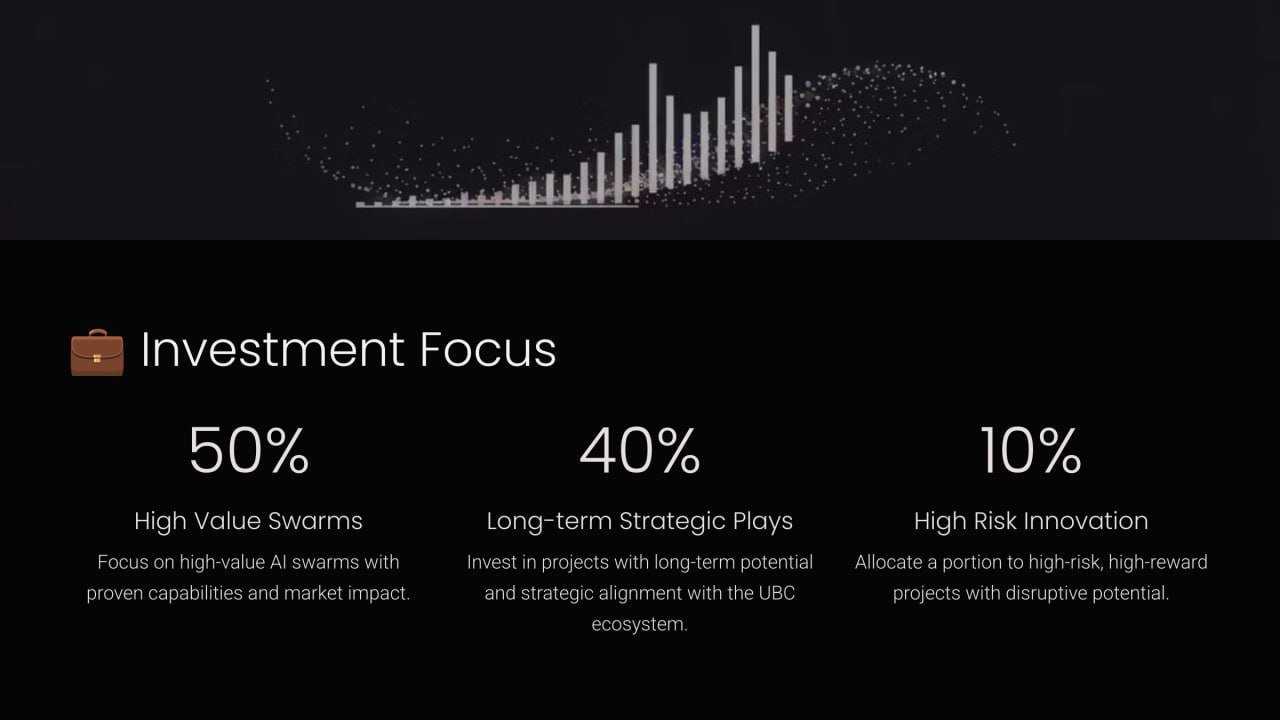 💼 Investment Focus
50%
High Value Swarms
Focus on high-value AI swarms with
proven capabilities and market impact.
40%
Long-term Strategic Plays
Invest in projects with long-term potential
and strategic alignment with the UBC
ecosystem.
10%
High Risk Innovation
Allocate a portion to high-risk, high-reward
projects with disruptive potential.